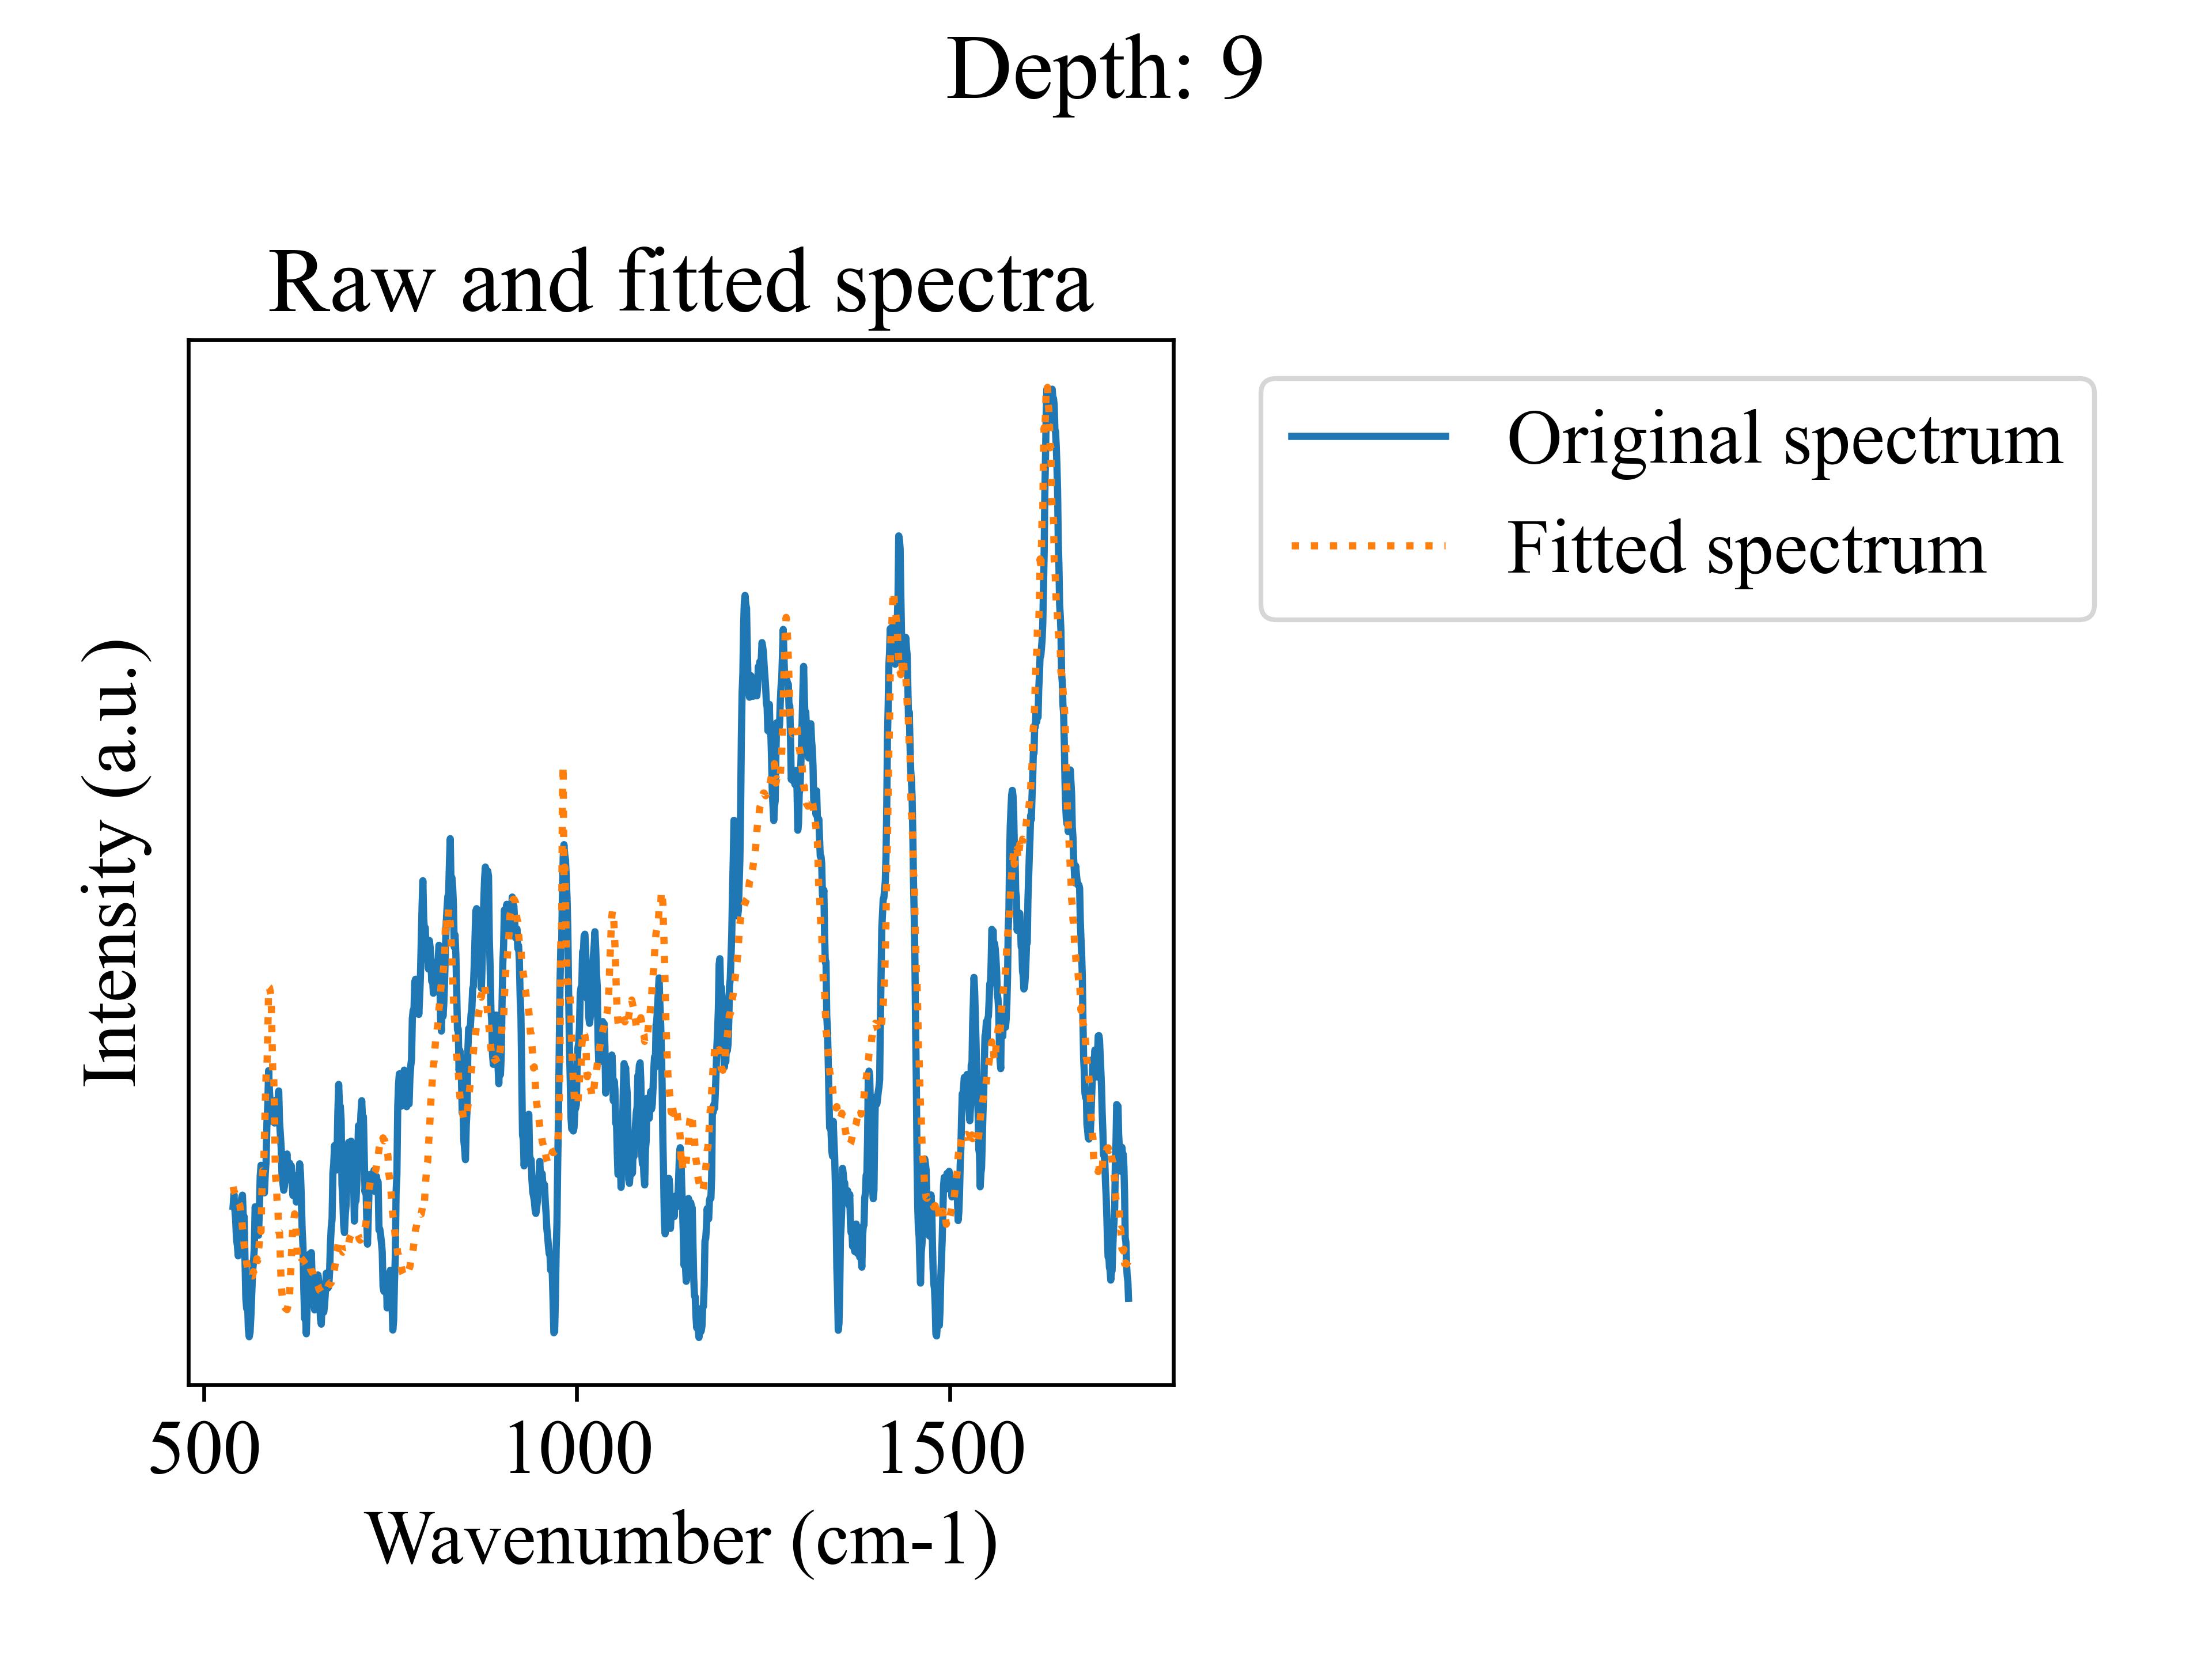 Depth: 9
Raw and fitted spectra
Original spectrum
Fitted spectrum
Intensity (a.u.)
500 1000 1500
Wavenumber (cm-1)